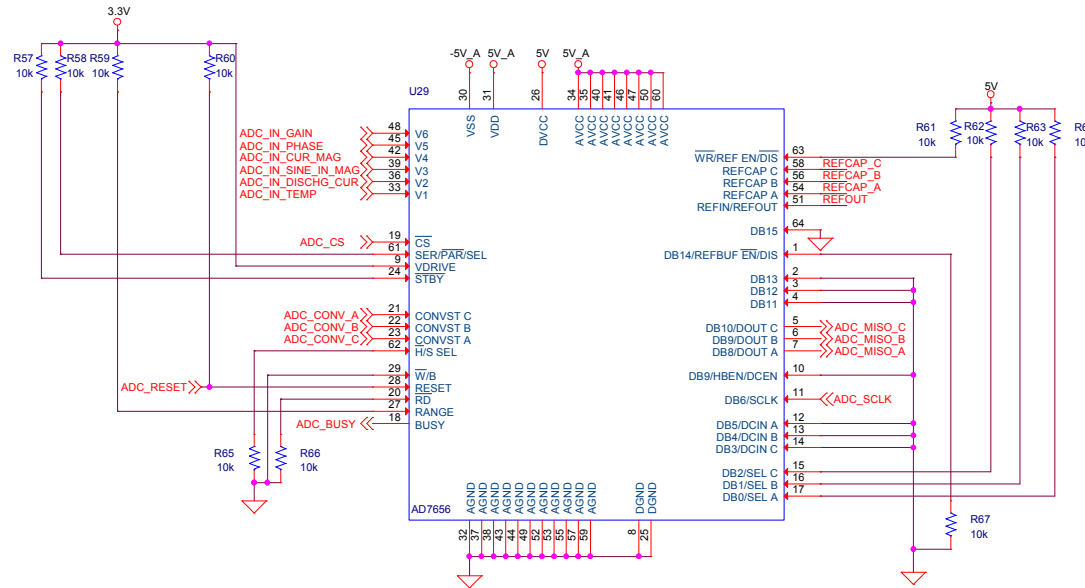 3.3V
R57
10k
R58
10k
R59
10k
R60
10k
-5V_A
5V_A
5V
5V_A
5V
R61
10k
R62
10k
R63
10k
R6
10k
U29
30
31
26
34
35
40
41
46
47
50
60
VSS
VDD
DVCC
AVCC
AVCC
AVCC
AVCC
AVCC
AVCC
AVCC
AVCC
ADC_IN_GAIN 48 V6
ADC_IN_PHASE 45 V5
ADC_IN_CUR_MAG 42 V4
ADC_IN_SINE_IN_MAG 39 V3
ADC_IN_DISCHG_CUR 36 V2
ADC_IN_TEMP 33 V1
ADC_CS 19 CS
61 SER/PAR/SEL
9 VDRIVE
24 STBY
ADC_CONV_A 21 CONVST C
ADC_CONV_B 22 CONVST B
ADC_CONV_C 23 CONVST A
62 H/S SEL
29 W/B
ADC_RESET 28 RESET
20 RD
27 RANGE
ADC_BUSY 18 BUSY
WR/REF EN/DIS 63
REFCAP C 58 REFCAP_C
REFCAP B 56 REFCAP_B
REFCAP A 54 REFCAP_A
REFIN/REFOUT 51 REFOUT
DB15 64
DB14/REFBUF EN/DIS 1
DB13 2
DB12 3
DB11 4
DB10/DOUT C 5 ADC_MISO_C
DB9/DOUT B 6 ADC_MISO_B
DB8/DOUT A 7 ADC_MISO_A
DB9/HBEN/DCEN 10
DB6/SCLK 11 ADC_SCLK
DB5/DCIN A 12
DB4/DCIN B 13
DB3/DCIN C 14
DB2/SEL C 15
DB1/SEL B 16
DB0/SEL A 17
R65
10k
R66
10k
R67
10k
AGND
AGND
AGND
AGND
AGND
AGND
AGND
AGND
AGND
AGND
AGND
DGND
DGND
AD7656
32
37
38
43
44
49
52
53
55
57
59
8
25